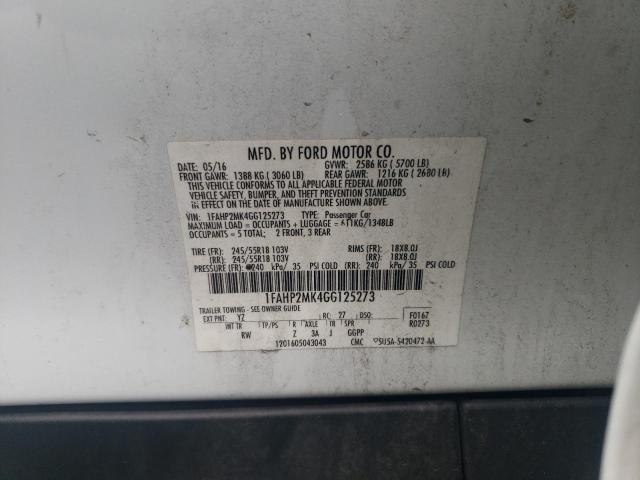 MFD. BY FORD MOTOR CO.
DATE: 05/16 GVWR: 2586 KG ( 5700 LB)
FRONT GAWR: 1388 KG ( 3060 LB) REAR GAWR: 1216 KG ( 2680 LB)
THIS VEHICLE CONFORMS TO ALL APPLICABLE FEDERAL MOTOR
VEHICLE SAFETY, BUMPER, AND THEFT PREVENTION STANDARDS
IN EFFECT ON THE DATE OF MANUFACTURE SHOWN ABOVE.
VIN: 1FAHP2MK4GG125273 TYPE: Passenger Car
MAXIMUM LOAD = OCCUPANTS + LUGGAGE = 11KG/1348LB
OCCUPANTS = 5 TOTAL; 2 FRONT, 3 REAR
TIRE (FR): 245/55R18 103V RIMS (FR): 18X8.0J
(RR): 245/55R18 103V (RR): 18X8.0J
PRESSURE (FR): 240 kPa/ 35 PSI COLD (RR): 240 kPa/ 35 PSI COLD
1FAHP2MK4GG125273
TRAILER TOWING - SEE OWNER GUIDE
EXT PNT: YZ RC: 27 DSO: F0167
INT TR TP/PS R AXLE TR SPR R0273
RW Z 3A J GGPP
1201605043043 CMC 5U5A-5420472-AA